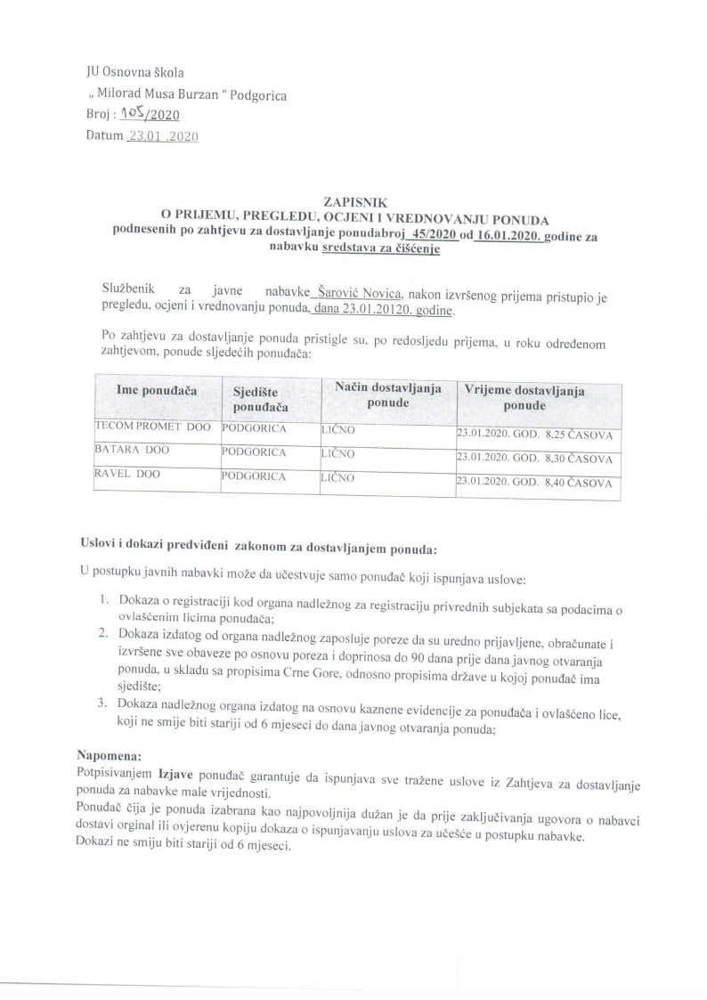 JU Osnovna škola
„ Milorad Musa Burzan “ Podgorica
Broj : 105/2020
Datum 23.01 .2020
ZAPISNIK
O PRIJEMU, PREGLEDU, OCJENI I VREDNOVANJU PONUDA
podnesenih po zahtjevu za dostavljanje ponudabroj 45/2020 od 16.01.2020. godine za
nabavku sredstava za čišćenje
Službenik za javne nabavke Šarović Novica, nakon izvršenog prijema pristupio je
pregledu, ocjeni i vrednovanju ponuda, dana 23.01.20120. godine.
Po zahtjevu za dostavljanje ponuda pristigle su, po redosljedu prijema, u roku određenom
zahtjevom, ponude sljedećih ponuđača:
Ime ponuđača Sjedište ponuđača Način dostavljanja ponude Vrijeme dostavljanja ponude
TECOM PROMET DOO PODGORICA LIČNO 23.01.2020. GOD. 8,25 ČASOVA
BATARA DOO PODGORICA LIČNO 23.01.2020. GOD. 8,30 ČASOVA
RAVEL DOO PODGORICA LIČNO 23.01.2020. GOD. 8,40 ČASOVA
Uslovi i dokazi predviđeni zakonom za dostavljanjem ponuda:
U postupku javnih nabavki može da učestvuje samo ponuđač koji ispunjava uslove:
1. Dokaza o registraciji kod organa nadležnog za registraciju privrednih subjekata sa podacima o
ovlašćenim licima ponuđača;
2. Dokaza izdatog od organa nadležnog zaposluje poreze da su uredno prijavljene, obračunate i
izvršene sve obaveze po osnovu poreza i doprinosa do 90 dana prije dana javnog otvaranja
ponuda, u skladu sa propisima Crne Gore, odnosno propisima države u kojoj ponuđač ima
sjedište;
3. Dokaza nadležnog organa izdatog na osnovu kaznene evidencije za ponuđača i ovlašćeno lice,
koji ne smije biti stariji od 6 mjeseci do dana javnog otvaranja ponuda;
Napomena:
Potpisivanjem Izjave ponuđač garantuje da ispunjava sve tražene uslove iz Zahtjeva za dostavljanje
ponuda za nabavke male vrijednosti.
Ponuđač čija je ponuda izabrana kao najpovoljnija dužan je da prije zaključivanja ugovora o nabavci
dostavi orginal ili ovjerenu kopiju dokaza o ispunjavanju uslova za učešće u postupku nabavke.
Dokazi ne smiju biti stariji od 6 mjeseci.